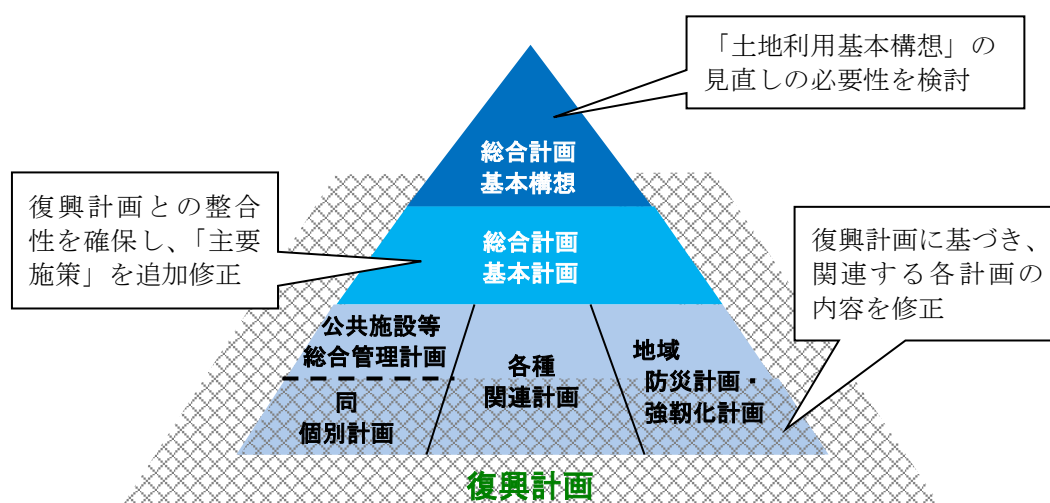 「土地利用基本構想」の
見直しの必要性を検討
総合計画
基本構想
復興計画との整合
性を確保し、「主要
施策」を追加修正
総合計画
基本計画
復興計画に基づき、
関連する各計画の
内容を修正
公共施設等
総合管理計画
同
個別計画
各種
関連計画
地域
防災計画・
強靭化計画
復興計画